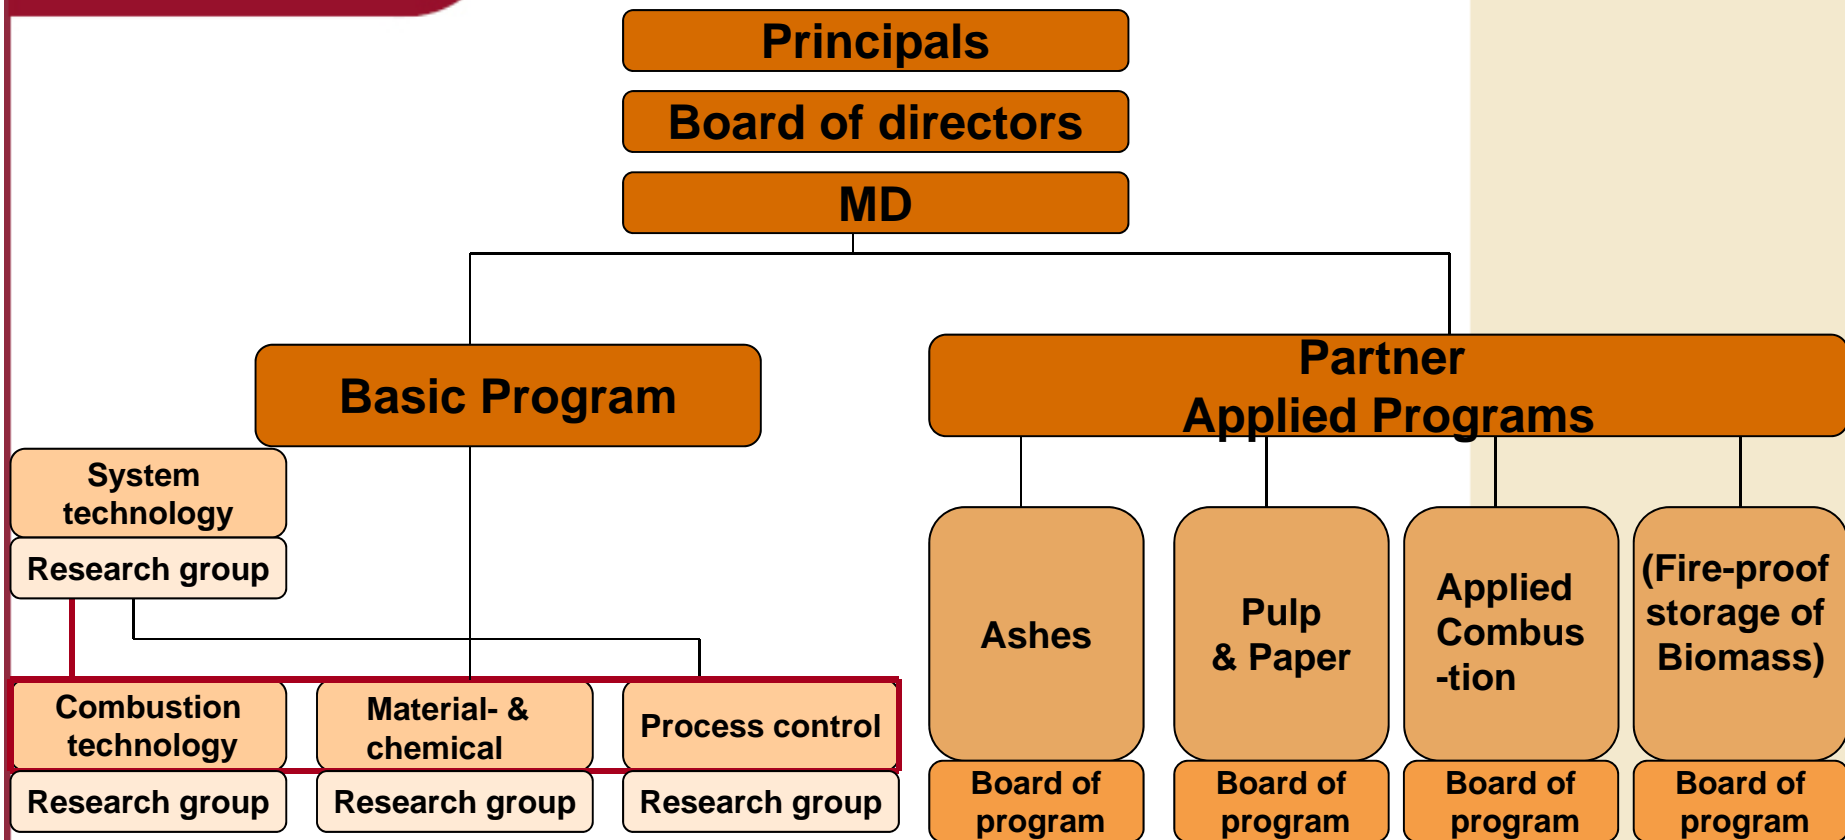 Principals
Board of directors
MD
Basic Program
Partner
Applied Programs
System
technology
Research group
Combustion
technology
Research group
Material- &
chemical
Research group
Process control
Research group
Ashes
Board of
program
Pulp
& Paper
Board of
program
Applied
Combus
-tion
Board of
program
(Fire-proof
storage of
Biomass)
Board of
program